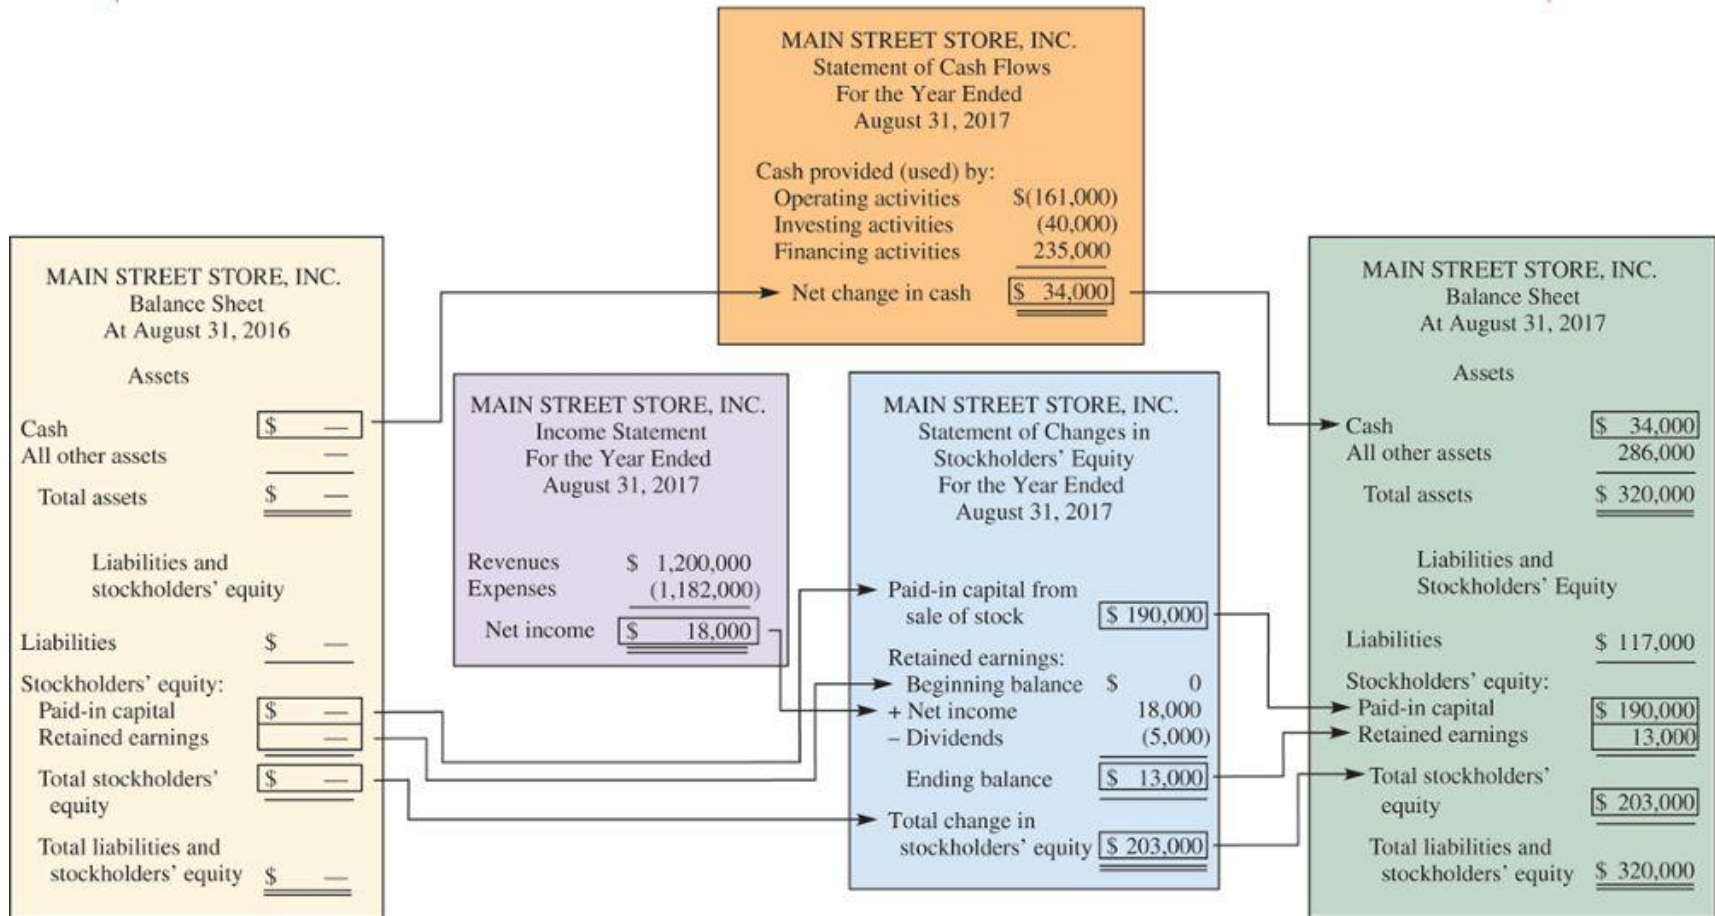 MAIN STREET STORE, INC.
Statement of Cash Flows
For the Year Ended
August 31, 2017
Cash provided (used) by:
Operating activities $(161,000)
Investing activities (40,000)
Financing activities 235,000
Net change in cash $ 34,000
MAIN STREET STORE, INC.
Balance Sheet
At August 31, 2016
Assets
Cash $ —
All other assets —
Total assets $ —
Liabilities and
stockholders’ equity
Liabilities $ —
Stockholders’ equity:
Paid-in capital $ —
Retained earnings —
Total stockholders’ $ —
equity
Total liabilities and
stockholders’ equity $ —
MAIN STREET STORE, INC.
Income Statement
For the Year Ended
August 31, 2017
Revenues $ 1,200,000
Expenses (1,182,000)
Net income $ 18,000
MAIN STREET STORE, INC.
Statement of Changes in
Stockholders’ Equity
For the Year Ended
August 31, 2017
Paid-in capital from
sale of stock $ 190,000
Retained earnings:
Beginning balance $ 0
+ Net income 18,000
– Dividends (5,000)
Ending balance $ 13,000
Total change in
stockholders’ equity $ 203,000
MAIN STREET STORE, INC.
Balance Sheet
At August 31, 2017
Assets
Cash $ 34,000
All other assets 286,000
Total assets $ 320,000
Liabilities and
Stockholders’ Equity
Liabilities $ 117,000
Stockholders’ equity:
Paid-in capital $ 190,000
Retained earnings 13,000
Total stockholders’
equity $ 203,000
Total liabilities and
stockholders’ equity $ 320,000